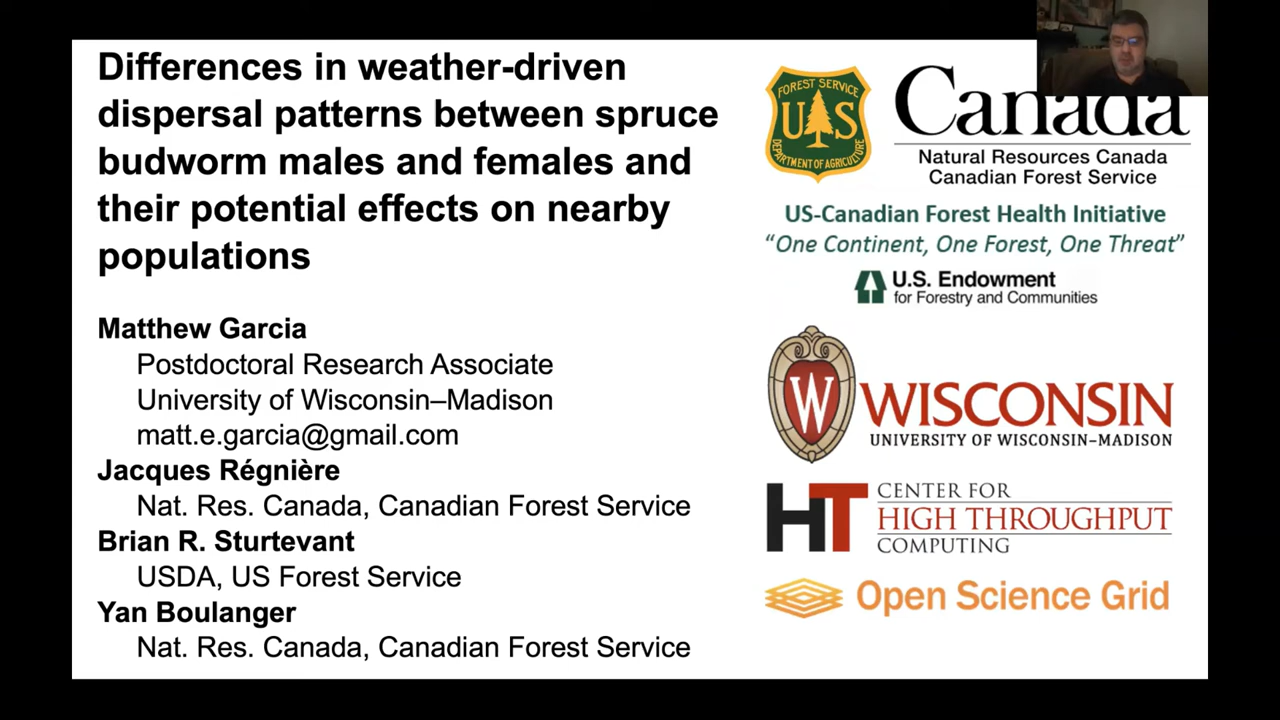 Differences in weather-driven
dispersal patterns between spruce
budworm males and females and
their potential effects on nearby
populations
Matthew Garcia
Postdoctoral Research Associate
University of Wisconsin–Madison
matt.e.garcia@gmail.com
Jacques Régnière
Nat. Res. Canada, Canadian Forest Service
Brian R. Sturtevant
USDA, US Forest Service
Yan Boulanger
Nat. Res. Canada, Canadian Forest Service
FOREST SERVICE
U S
DEPARTMENT OF AGRICULTURE
Canada
Natural Resources Canada
Canadian Forest Service
US-Canadian Forest Health Initiative
“One Continent, One Forest, One Threat”
U.S. Endowment
for Forestry and Communities
W
WISCONSIN
UNIVERSITY OF WISCONSIN–MADISON
HT
CENTER FOR
HIGH THROUGHPUT
COMPUTING
Open Science Grid